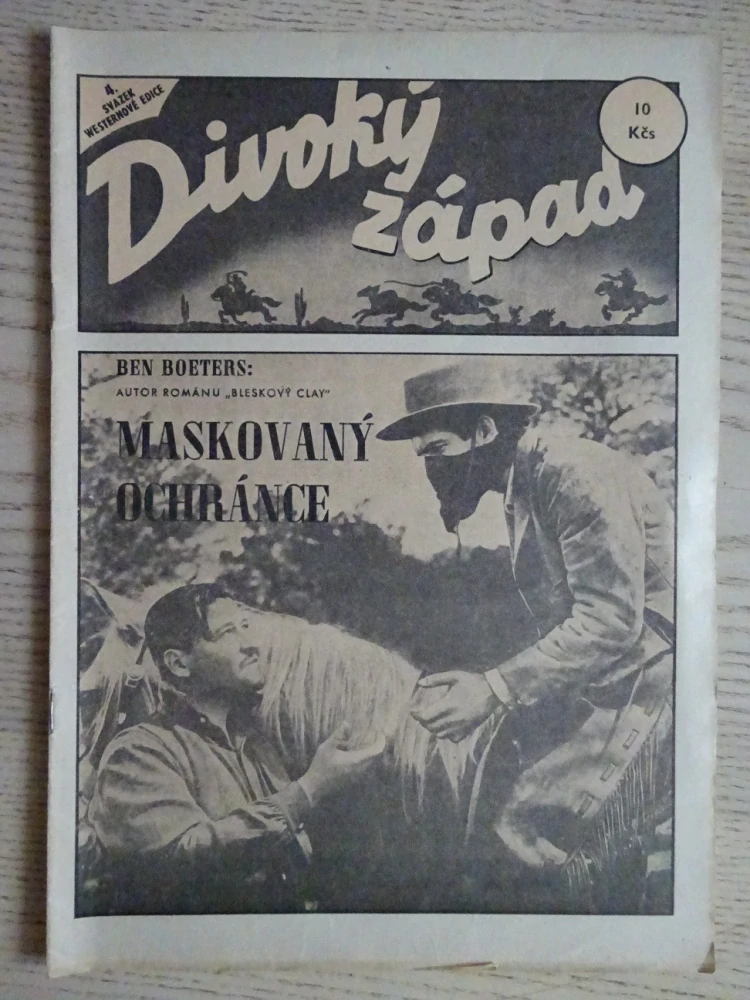 4.
SVAZEK
WESTERNOVÉ EDICE
Divoký
západ
10
Kčs
BEN BOETERS:
AUTOR ROMÁNU „BLESKOVÝ CLAY"
MASKOVANÝ
OCHRÁNCE